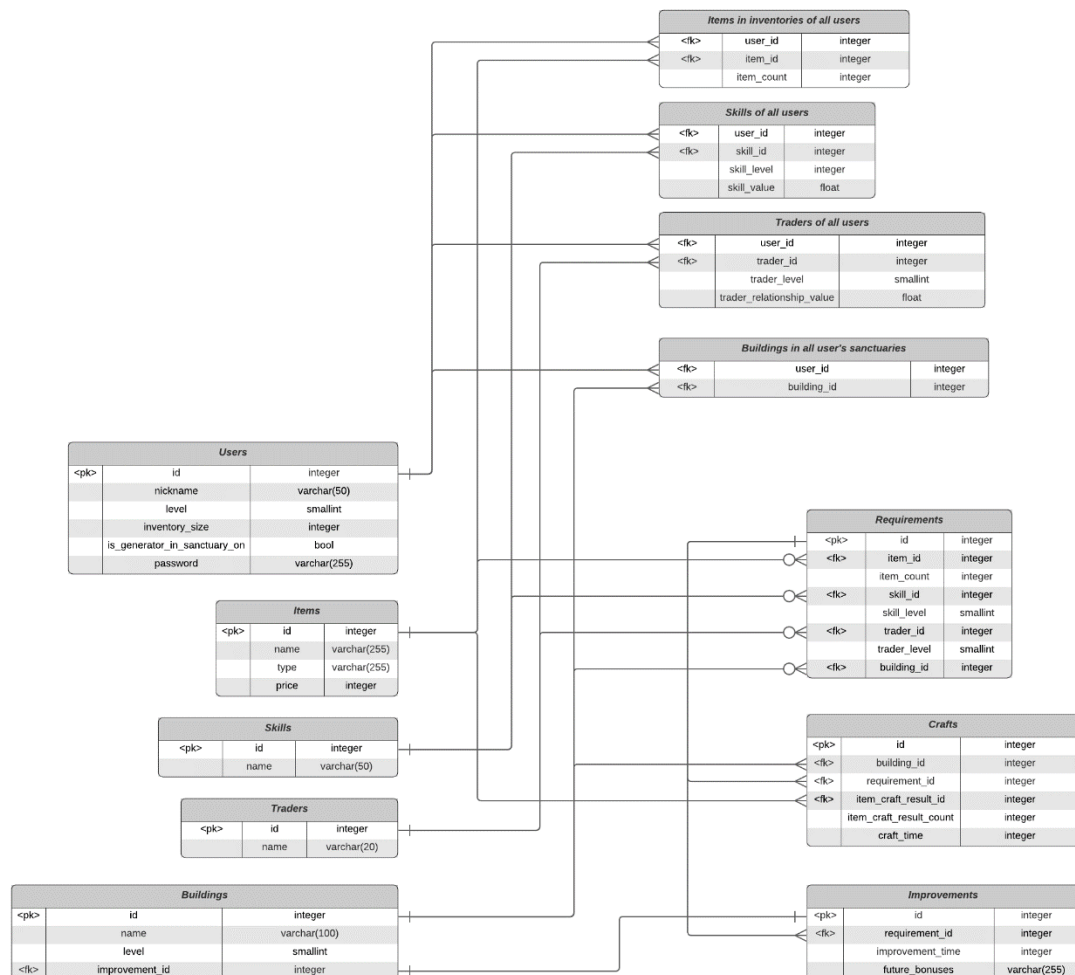 Items in inventories of all users
<fk> user_id integer
<fk> item_id integer
item_count integer
Skills of all users
<fk> user_id integer
<fk> skill_id integer
skill_level integer
skill_value float
Traders of all users
<fk> user_id integer
<fk> trader_id integer
trader_level smallint
trader_relationship_value float
Buildings in all user's sanctuaries
<fk> user_id integer
<fk> building_id integer
Users
<pk> id integer
nickname varchar(50)
level smallint
inventory_size integer
is_generator_in_sanctuary_on bool
password varchar(255)
Requirements
<pk> id integer
<fk> item_id integer
item_count integer
<fk> skill_id integer
skill_level smallint
<fk> trader_id integer
trader_level smallint
<fk> building_id integer
Items
<pk> id integer
name varchar(255)
type varchar(255)
price integer
Skills
<pk> id integer
name varchar(50)
Crafts
<pk> id integer
<fk> building_id integer
<fk> requirement_id integer
<fk> item_craft_result_id integer
item_craft_result_count integer
craft_time integer
Traders
<pk> id integer
name varchar(20)
Buildings
<pk> id integer
name varchar(100)
level smallint
<fk> improvement_id integer
Improvements
<pk> id integer
<fk> requirement_id integer
improvement_time integer
future_bonuses varchar(255)